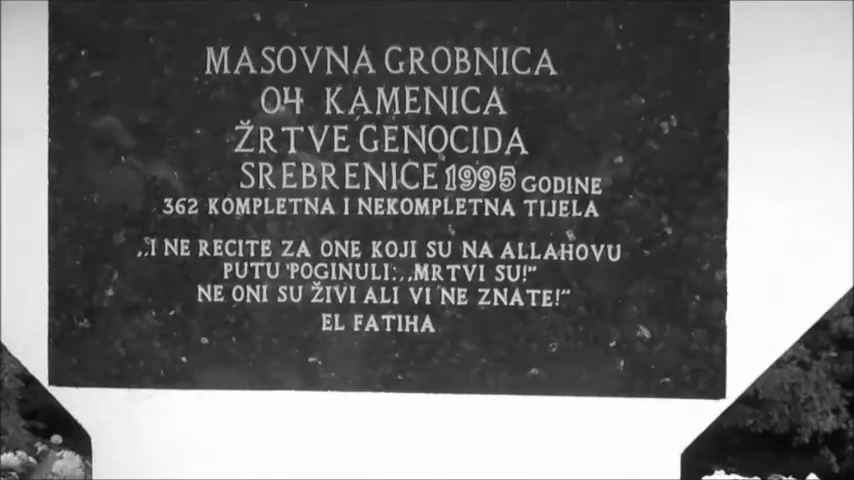 MASOVNA GROBNICA
04 KAMENICA
ŽRTVE GENOCIDA
SREBRENICE 1995 GODINE
362 KOMPLETNA I NEKOMPLETNA TIJELA
,,I NE RECITE ZA ONE KOJI SU NA ALLAHOVU
PUTU POGINULI:,,MRTVI SU!"
NE ONI SU ŽIVI ALI VI NE ZNATE!"
EL FATIHA